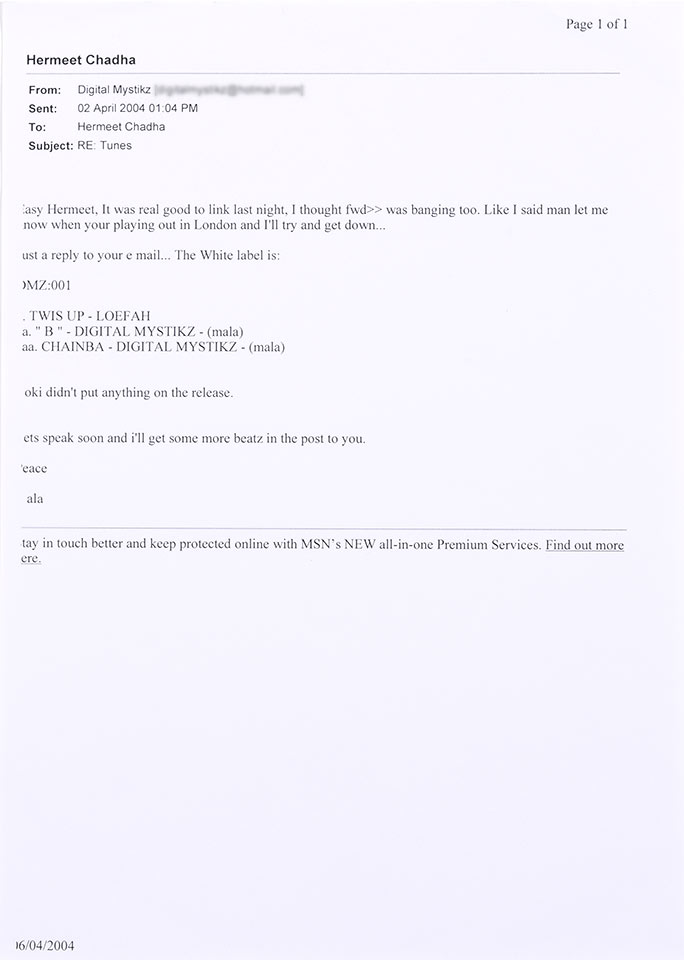 Page 1 of 1
Hermeet Chadha
From: Digital Mystikz
Sent: 02 April 2004 01:04 PM
To: Hermeet Chadha
Subject: RE: Tunes
asy Hermeet, It was real good to link last night, I thought fwd>> was banging too. Like I said man let me
now when your playing out in London and I'll try and get down...
ust a reply to your e mail... The White label is:
DMZ:001
. TWIS UP - LOEFAH
a. " B " - DIGITAL MYSTIKZ - (mala)
aa. CHAINBA - DIGITAL MYSTIKZ - (mala)
oki didn't put anything on the release.
ets speak soon and i'll get some more beatz in the post to you.
eace
ala
tay in touch better and keep protected online with MSN's NEW all-in-one Premium Services. Find out more
ere.
06/04/2004